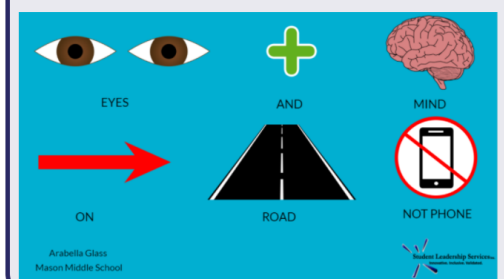 EYES
AND
MIND
ON
ROAD
NOT PHONE
Arabella Glass
Mason Middle School
Student Leadership Services